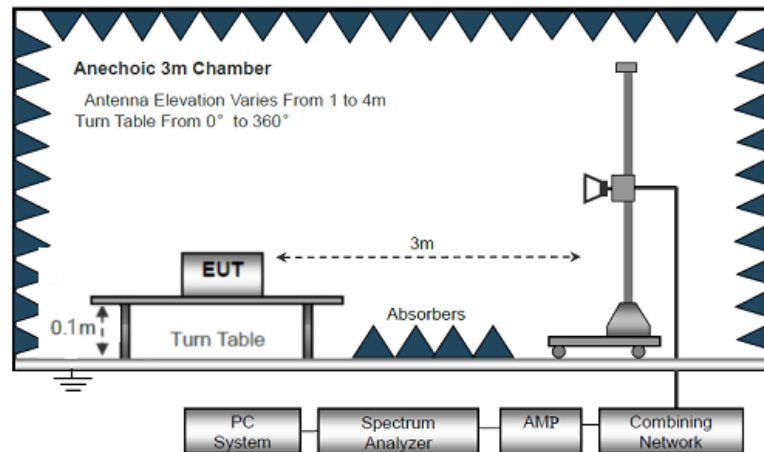 Anechoic 3m Chamber
Antenna Elevation Varies From 1 to 4m
Turn Table From 0° to 360°
3m
EUT
0.1m
Turn Table
Absorbers
PC
System
Spectrum
Analyzer
AMP
Combining
Network